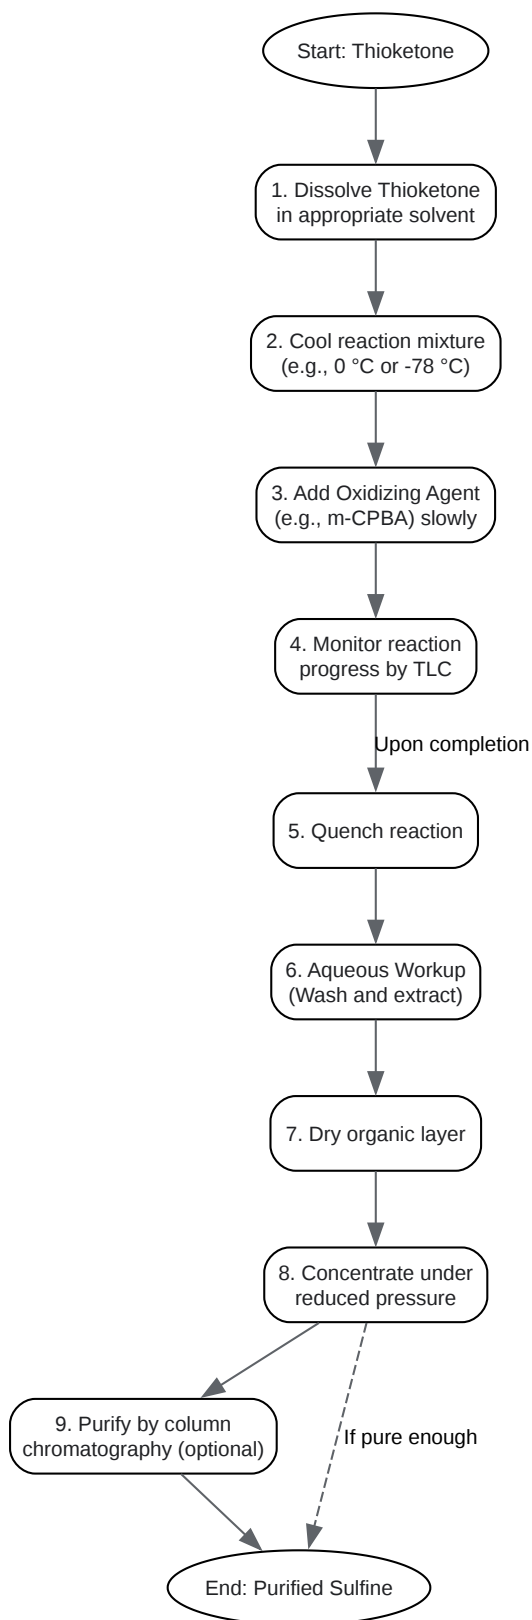 Start: Thioketone
1. Dissolve Thioketone
in appropriate solvent
2. Cool reaction mixture
(e.g., 0 °C or -78 °C)
3. Add Oxidizing Agent
(e.g., m-CPBA) slowly
4. Monitor reaction
progress by TLC
Upon completion
5. Quench reaction
6. Aqueous Workup
(Wash and extract)
7. Dry organic layer
8. Concentrate under
reduced pressure
9. Purify by column
chromatography (optional)
If pure enough
End: Purified Sulfine